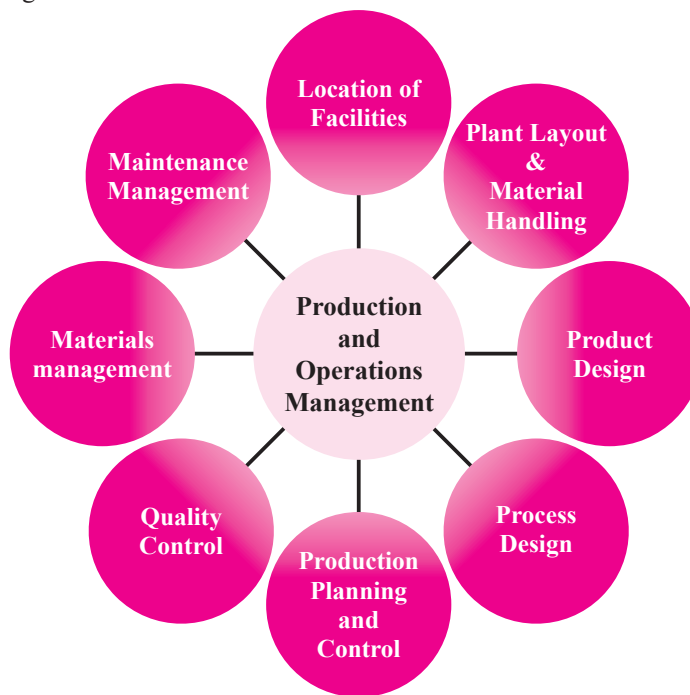 g
Location of
Facilities
Plant Layout
&
Material
Handling
Product
Design
Process
Design
Production
Planning
and
Control
Quality
Control
Materials
management
Maintenance
Management
Production
and
Operations
Management